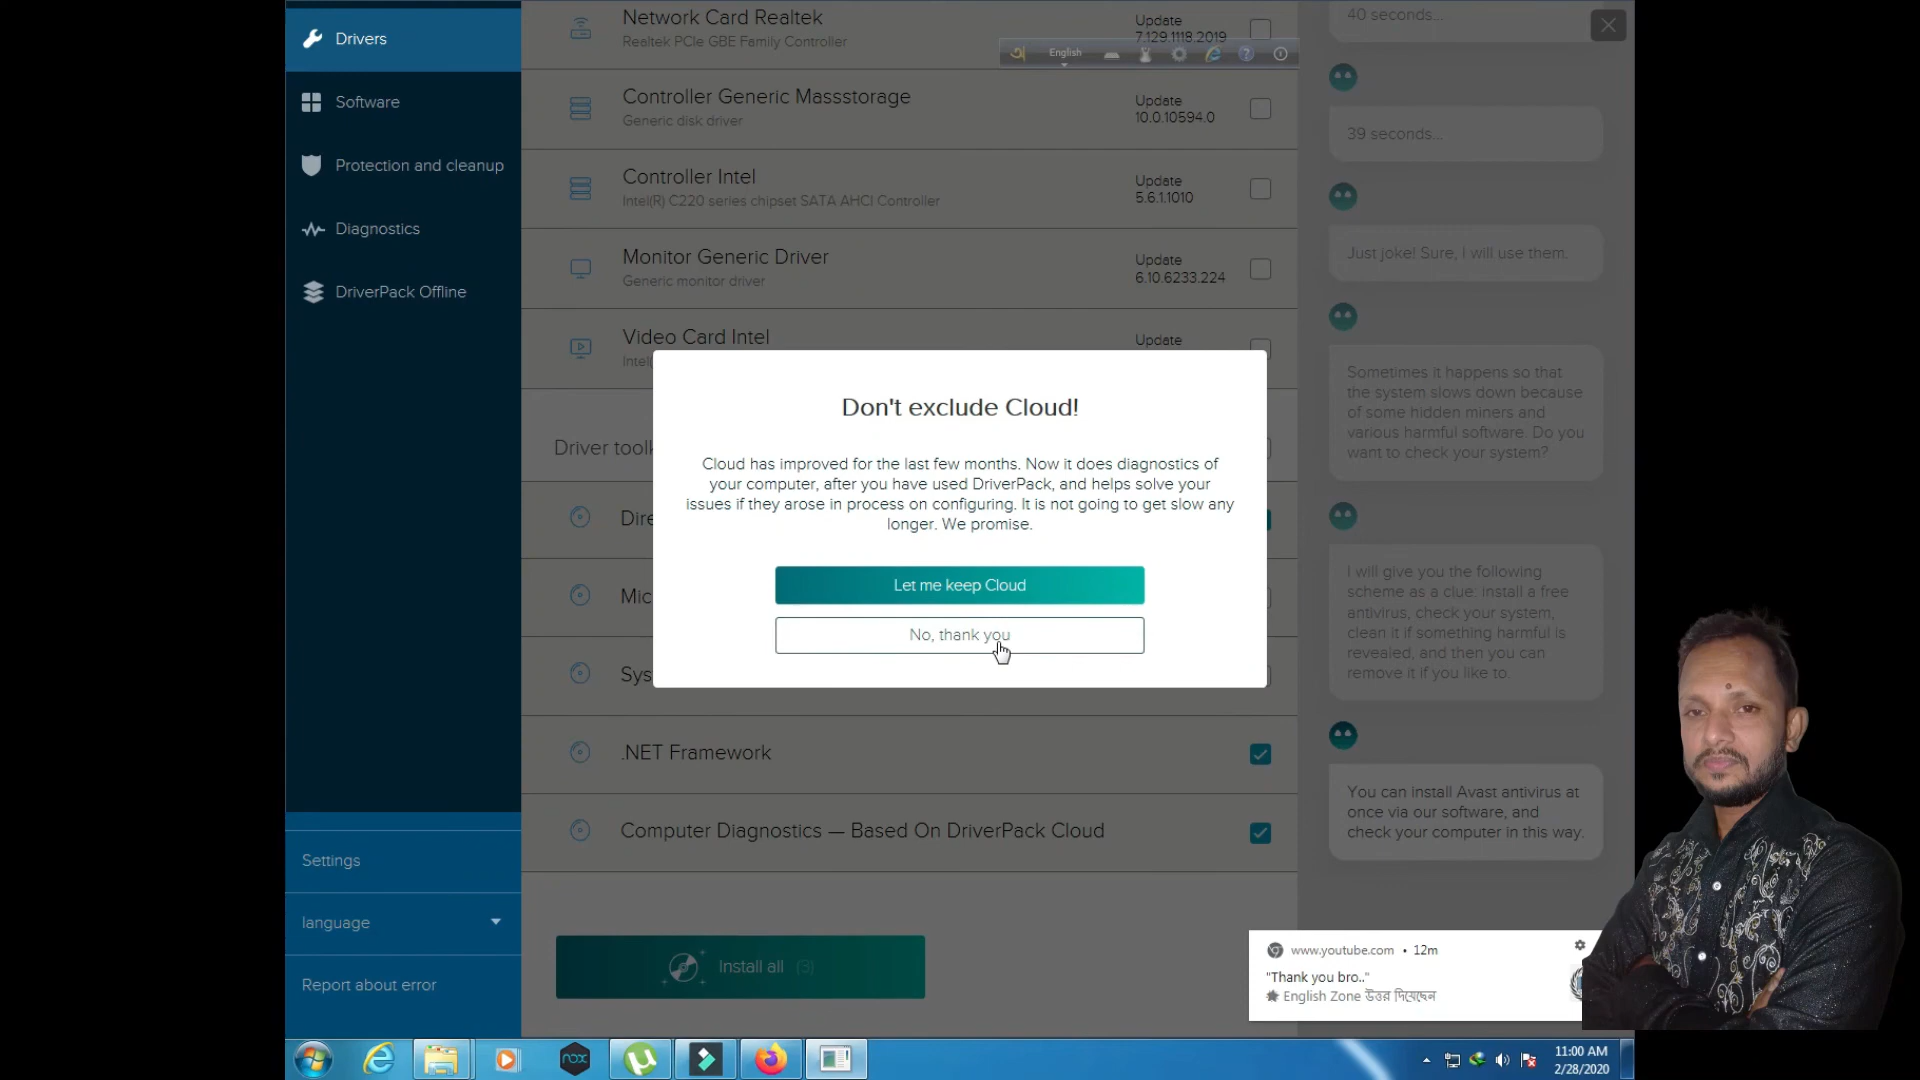 Drivers
Software
Protection and cleanup
Diagnostics
DriverPack Offline
Settings
language
Report about error
Network Card Realtek
Realtek PCIe GBE Family Controller
Update
7.129.1118.2019
English
Controller Generic Massstorage
Generic disk driver
Update
10.0.10594.0
Controller Intel
Intel(R) C220 series chipset SATA AHCI Controller
Update
5.6.1.1010
Monitor Generic Driver
Generic monitor driver
Update
6.10.6233.224
Video Card Intel
Intel(
Update
Driver toolk
Dire
Mic
Sys
.NET Framework
Computer Diagnostics — Based On DriverPack Cloud
Install all (3)
Don't exclude Cloud!
Cloud has improved for the last few months. Now it does diagnostics of
your computer, after you have used DriverPack, and helps solve your
issues if they arose in process on configuring. It is not going to get slow any
longer. We promise.
Let me keep Cloud
No, thank you
40 seconds...
39 seconds...
Just joke! Sure, I will use them.
Sometimes it happens so that
the system slows down because
of some hidden miners and
various harmful software. Do you
want to check your system?
I will give you the following
scheme as a clue: install a free
antivirus, check your system,
clean it if something harmful is
revealed, and then you can
remove it if you like to.
You can install Avast antivirus at
once via our software, and
check your computer in this way.
www.youtube.com • 12m
"Thank you bro.."
English Zone উত্তর দিয়েছেন
nox
11:00 AM
2/28/2020